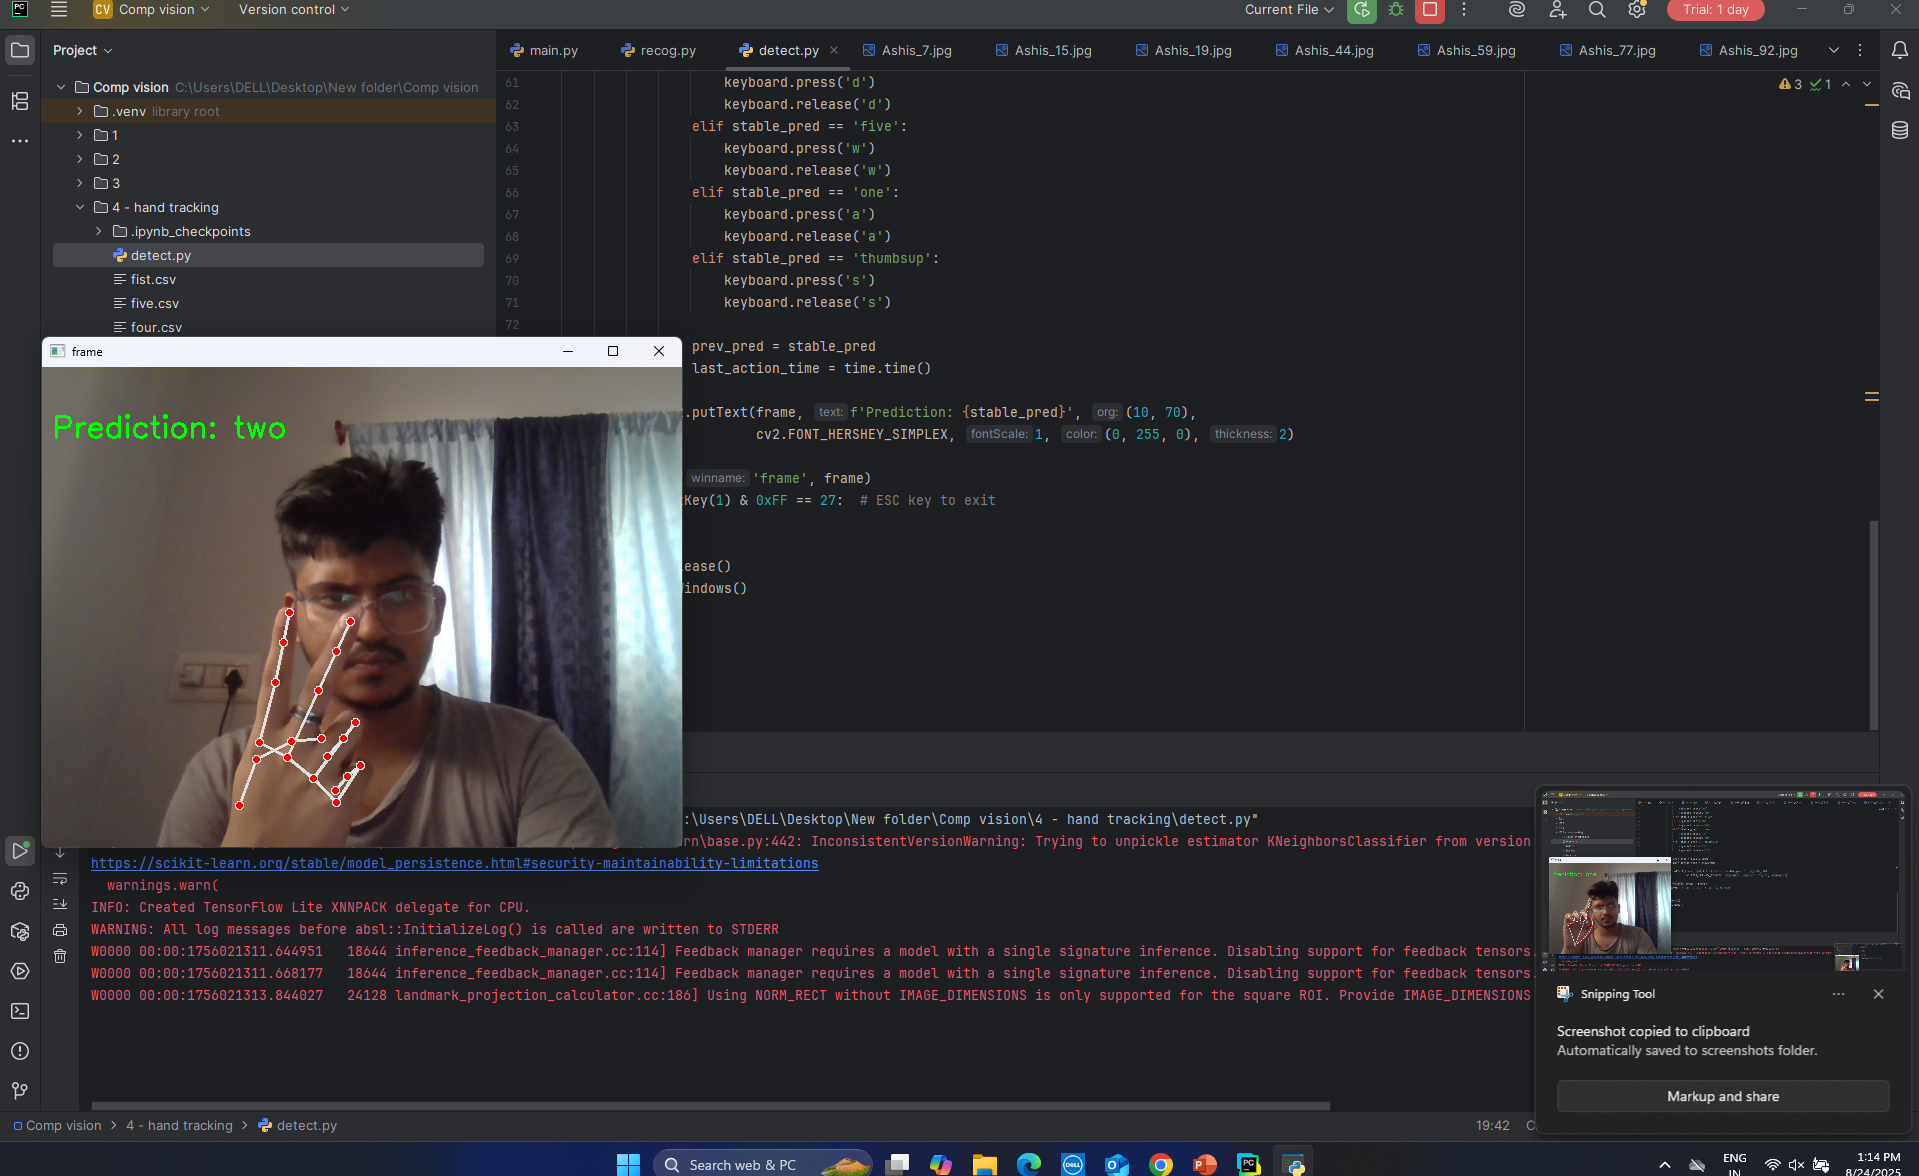 CV Comp vision Version control Current File Trial: 1 day
Project
main.py recog.py detect.py Ashis_7.jpg Ashis_15.jpg Ashis_19.jpg Ashis_44.jpg Ashis_59.jpg Ashis_77.jpg Ashis_92.jpg
Comp vision C:\Users\DELL\Desktop\New folder\Comp vision
.venv library root
1
2
3
4 - hand tracking
.ipynb_checkpoints
detect.py
fist.csv
five.csv
four.csv
61 keyboard.press('d')
62 keyboard.release('d')
63 elif stable_pred == 'five':
64 keyboard.press('w')
65 keyboard.release('w')
66 elif stable_pred == 'one':
67 keyboard.press('a')
68 keyboard.release('a')
69 elif stable_pred == 'thumbsup':
70 keyboard.press('s')
71 keyboard.release('s')
72
prev_pred = stable_pred
last_action_time = time.time()
.putText(frame, text: f'Prediction: {stable_pred}', org: (10, 70),
cv2.FONT_HERSHEY_SIMPLEX, fontScale: 1, color: (0, 255, 0), thickness: 2)
winname: 'frame', frame)
Key(1) & 0xFF == 27: # ESC key to exit
ease()
indows()
3 1
frame
Prediction: two
:\Users\DELL\Desktop\New folder\Comp vision\4 - hand tracking\detect.py"
rn\base.py:442: InconsistentVersionWarning: Trying to unpickle estimator KNeighborsClassifier from version
https://scikit-learn.org/stable/model_persistence.html#security-maintainability-limitations
warnings.warn(
INFO: Created TensorFlow Lite XNNPACK delegate for CPU.
WARNING: All log messages before absl::InitializeLog() is called are written to STDERR
W0000 00:00:1756021311.644951 18644 inference_feedback_manager.cc:114] Feedback manager requires a model with a single signature inference. Disabling support for feedback tensors.
W0000 00:00:1756021311.668177 18644 inference_feedback_manager.cc:114] Feedback manager requires a model with a single signature inference. Disabling support for feedback tensors.
W0000 00:00:1756021313.844027 24128 landmark_projection_calculator.cc:186] Using NORM_RECT without IMAGE_DIMENSIONS is only supported for the square ROI. Provide IMAGE_DIMENSIONS
Prediction: one
Snipping Tool
Screenshot copied to clipboard
Automatically saved to screenshots folder.
Markup and share
Comp vision > 4 - hand tracking > detect.py
19:42
Search web & PC
ENG
IN
1:14 PM
8/24/2025